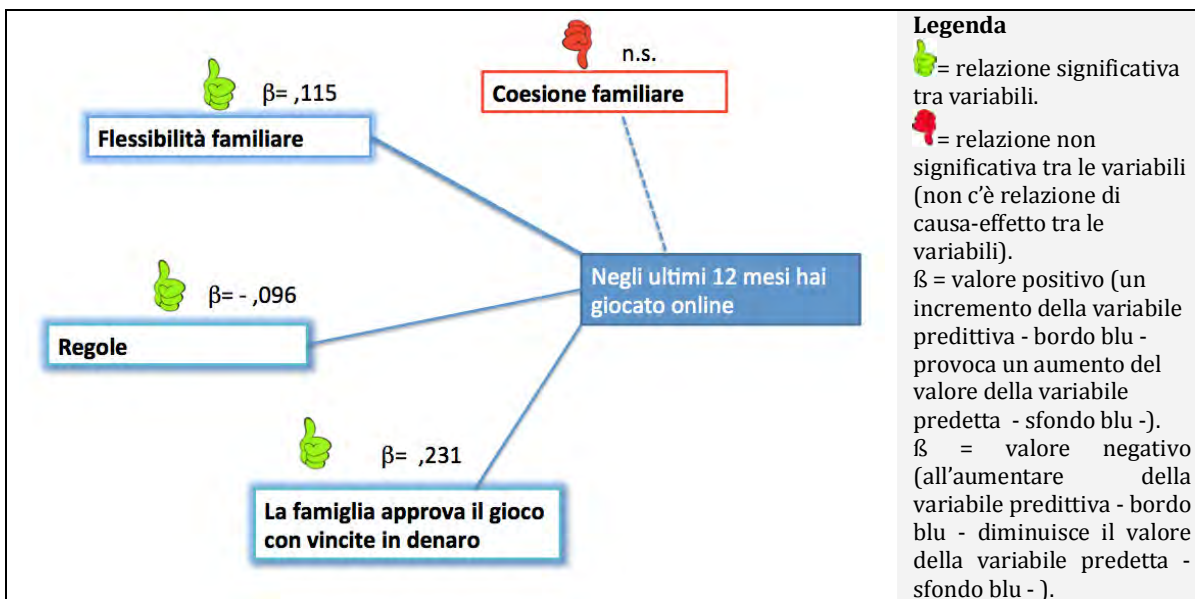 n.s.
β= ,115
Coesione familiare
Flessibilità familiare
Negli ultimi 12 mesi hai
giocato online
β= - ,096
Regole
β= ,231
La famiglia approva il gioco
con vincite in denaro
Legenda
= relazione significativa
tra variabili.
= relazione non
significativa tra le variabili
(non c'è relazione di
causa-effetto tra le
variabili).
ß = valore positivo (un
incremento della variabile
predittiva - bordo blu -
provoca un aumento del
valore della variabile
predetta - sfondo blu -).
ß = valore negativo
(all'aumentare della
variabile predittiva - bordo
blu - diminuisce il valore
della variabile predetta -
sfondo blu - ).